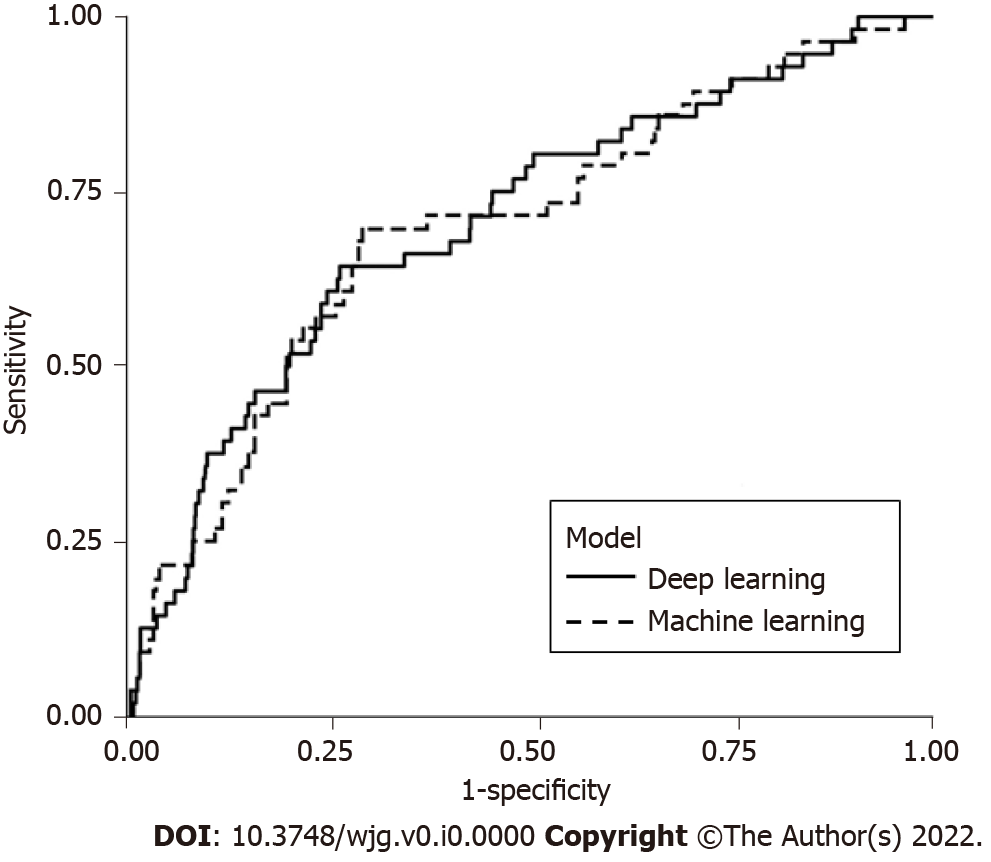 1.00
0.75
0.50
0.25
0.00
Sensitivity
Model
Deep learning
Machine learning
0.00 0.25 0.50 0.75 1.00
1-specificity
DOI: 10.3748/wjg.v0.i0.0000 Copyright ©The Author(s) 2022.